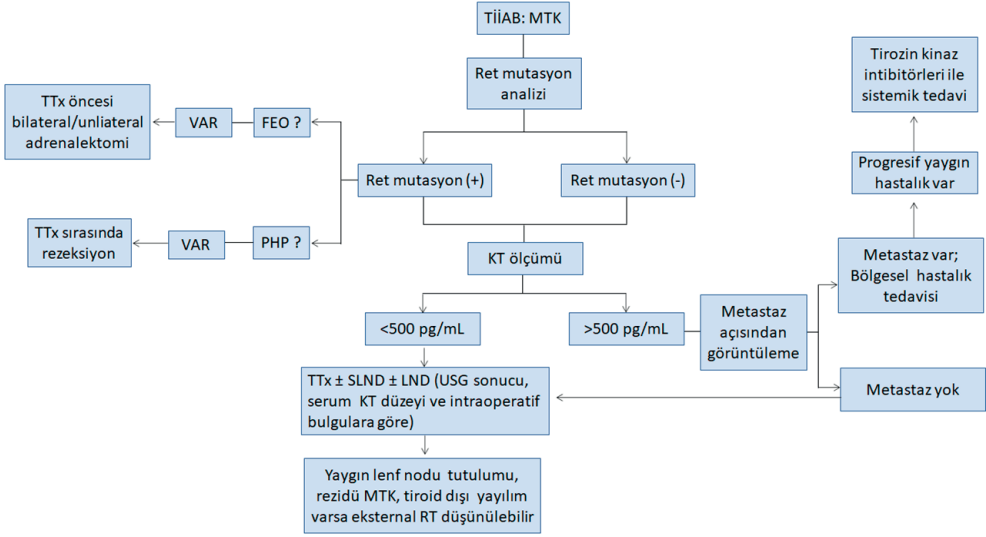 TİİAB: MTK
Ret mutasyon
analizi
Tirozin kinaz
intibitörleri ile
sistemik tedavi
TTx öncesi
bilateral/unliateral
adrenalektomi
VAR
FEO ?
Ret mutasyon (+)
Ret mutasyon (-)
Progresif yaygın
hastalık var
TTx sırasında
rezeksiyon
VAR
PHP ?
KT ölçümü
Metastaz var;
Bölgesel hastalık
tedavisi
<500 pg/mL
>500 pg/mL
Metastaz
açısından
görüntüleme
Metastaz yok
TTx ± SLND ± LND (USG sonucu,
serum KT düzeyi ve intraoperatif
bulgulara göre)
Yaygın lenf nodu tutulumu,
rezidü MTK, tiroid dışı yayılım
varsa eksternal RT düşünülebilir